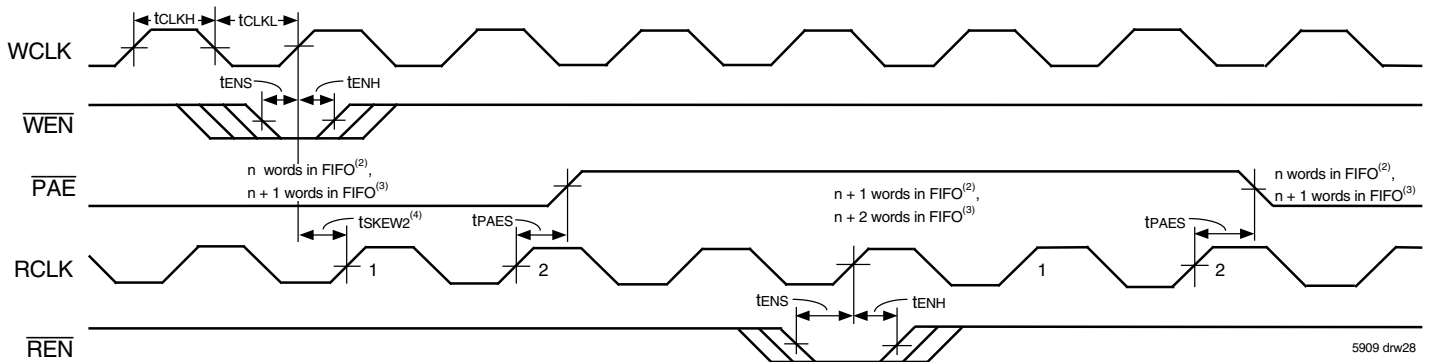 tCLKH
tCLKL
WCLK
tENS
tENH
WEN
n words in FIFO(2),
n + 1 words in FIFO(3)
PAE
n + 1 words in FIFO(2),
n + 2 words in FIFO(3)
n words in FIFO(2),
n + 1 words in FIFO(3)
tSKEW2(4)
tPAES
tPAES
RCLK
1
2
1
2
tENS
tENH
REN
5909 drw28